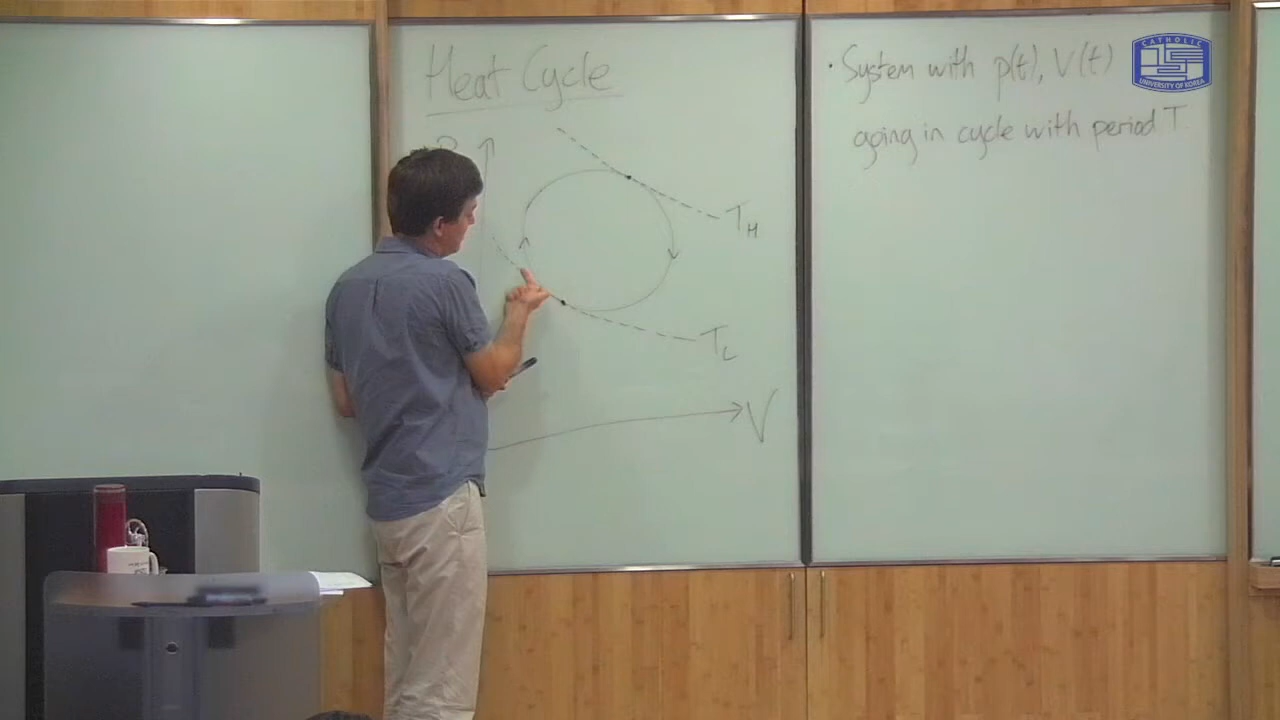 Heat Cycle
P
T_H
T_L
V
· System with p(t), V(t)
going in cycle with period T
CATHOLIC
UNIVERSITY OF KOREA